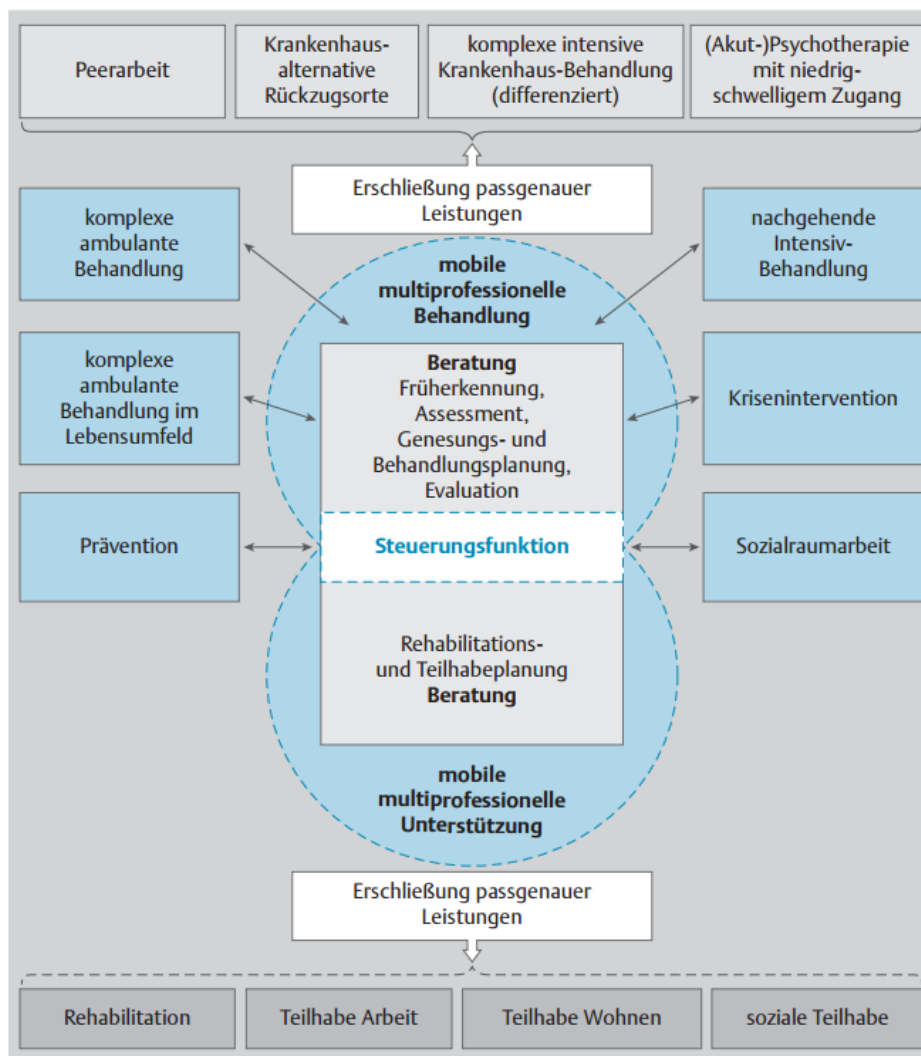 Peerarbeit
Krankenhaus-
alternative
Rückzugsorte
komplexe intensive
Krankenhaus-Behandlung
(differenziert)
(Akut-)Psychotherapie
mit niedrig-
schwelligem Zugang
Erschließung passgenauer
Leistungen
komplexe
ambulante
Behandlung
mobile
multiprofessionelle
Behandlung
nachgehende
Intensiv-
Behandlung
komplexe
ambulante
Behandlung im
Lebensumfeld
Beratung
Früherkennung,
Assessment,
Genesungs- und
Behandlungsplanung,
Evaluation
Krisenintervention
Prävention
Steuerungsfunktion
Sozialraumarbeit
Rehabilitations-
und Teilhabeplanung
Beratung
mobile
multiprofessionelle
Unterstützung
Erschließung passgenauer
Leistungen
Rehabilitation
Teilhabe Arbeit
Teilhabe Wohnen
soziale Teilhabe